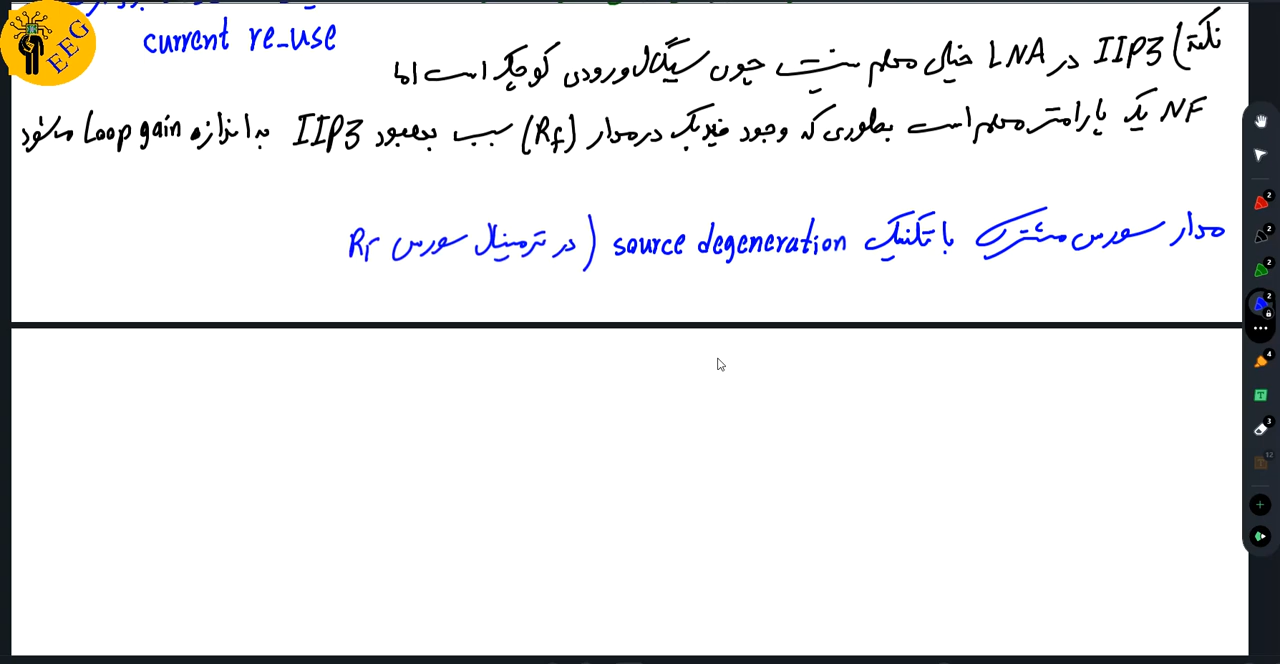 EEG
current re_use
نکته) IIP3 در LNA خیلی مهم نیست چون سیگنال ورودی کوچک است اما
NF یک پارامتر مهم است بطوری که وجود فیدبک در مدار (RF) سبب بهبود IIP3 به اندازه Loop gain میشود
مدار سورس مشترک با تکنیک source degeneration (در ترمینال سورس